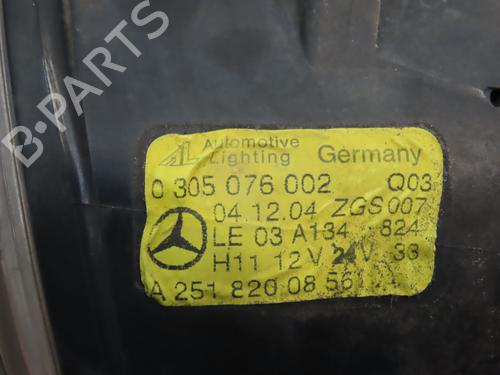 AL Automotive Lighting Germany
0 305 076 002 Q03
04.12.04 ZGS007
LE 03 A134 824
H11 12V 24V 33
A 251 820 08 56
B-PARTS